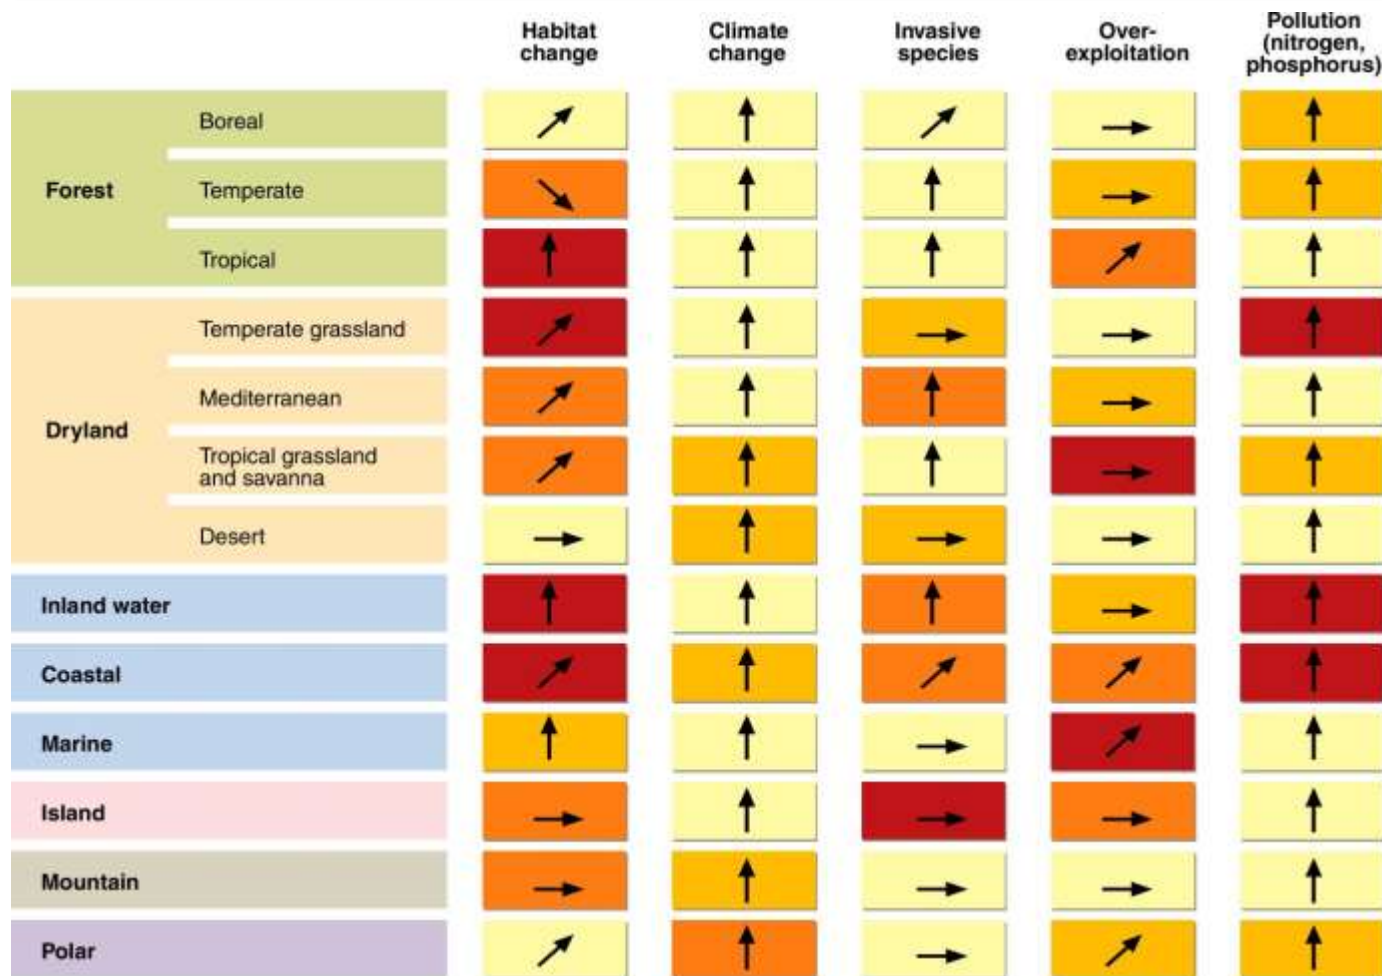 Habitat
change
Climate
change
Invasive
species
Over-
exploitation
Pollution
(nitrogen,
phosphorus)
Forest
Boreal
Temperate
Tropical
Dryland
Temperate grassland
Mediterranean
Tropical grassland
and savanna
Desert
Inland water
Coastal
Marine
Island
Mountain
Polar